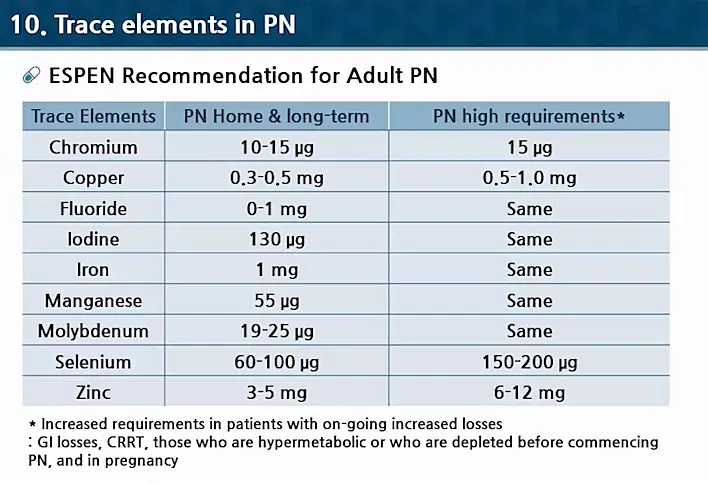 10. Trace elements in PN
ESPEN Recommendation for Adult PN
Trace Elements PN Home & long-term PN high requirements*
Chromium 10-15 µg 15 µg
Copper 0.3-0.5 mg 0.5-1.0 mg
Fluoride 0-1 mg Same
Iodine 130 µg Same
Iron 1 mg Same
Manganese 55 µg Same
Molybdenum 19-25 µg Same
Selenium 60-100 µg 150-200 µg
Zinc 3-5 mg 6-12 mg
* Increased requirements in patients with on-going increased losses
: GI losses, CRRT, those who are hypermetabolic or who are depleted before commencing
PN, and in pregnancy